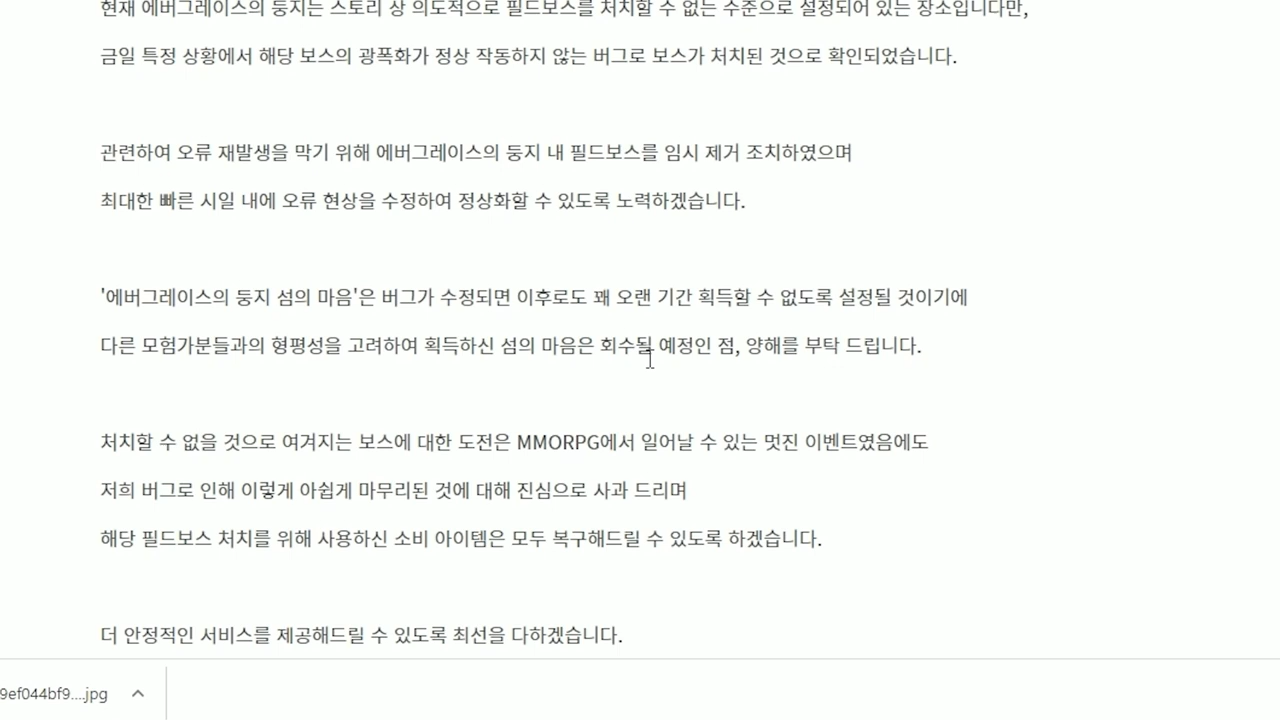 현재 에버그레이스의 둥지는 스토리 상 의도적으로 필드보스를 처치할 수 없는 수준으로 설정되어 있는 장소입니다만,
금일 특정 상황에서 해당 보스의 광폭화가 정상 작동하지 않는 버그로 보스가 처치된 것으로 확인되었습니다.
관련하여 오류 재발생을 막기 위해 에버그레이스의 둥지 내 필드보스를 임시 제거 조치하였으며
최대한 빠른 시일 내에 오류 현상을 수정하여 정상화할 수 있도록 노력하겠습니다.
'에버그레이스의 둥지 섬의 마음'은 버그가 수정되면 이후로도 꽤 오랜 기간 획득할 수 없도록 설정될 것이기에
다른 모험가분들과의 형평성을 고려하여 획득하신 섬의 마음은 회수될 예정인 점, 양해를 부탁 드립니다.
처치할 수 없을 것으로 여겨지는 보스에 대한 도전은 MMORPG에서 일어날 수 있는 멋진 이벤트였음에도
저희 버그로 인해 이렇게 아쉽게 마무리된 것에 대해 진심으로 사과 드리며
해당 필드보스 처치를 위해 사용하신 소비 아이템은 모두 복구해드릴 수 있도록 하겠습니다.
더 안정적인 서비스를 제공해드릴 수 있도록 최선을 다하겠습니다.
9ef044bf9....jpg